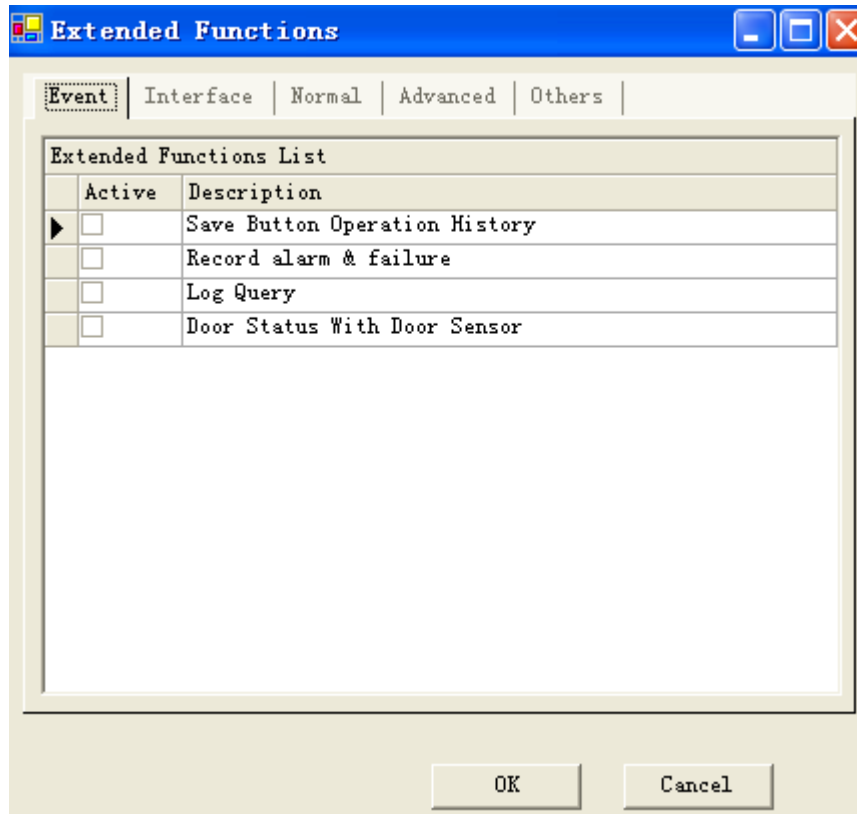 Extended Functions
Event Interface Normal Advanced Others
Extended Functions List
Active Description
Save Button Operation History
Record alarm & failure
Log Query
Door Status With Door Sensor
OK Cancel